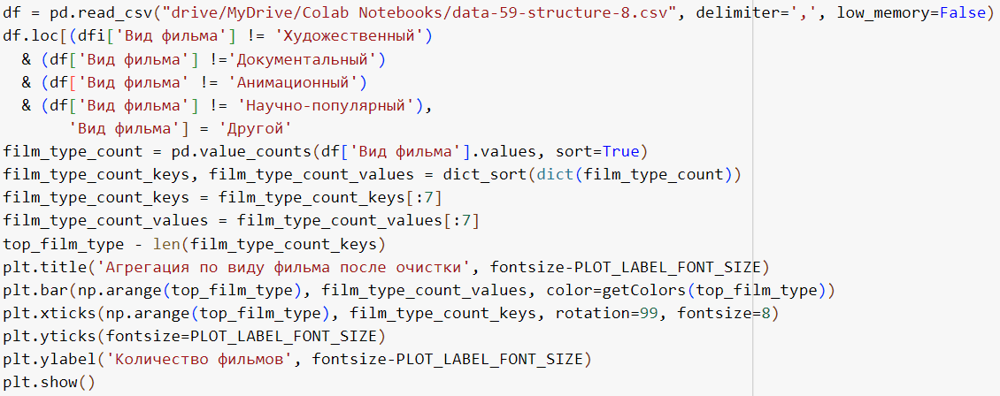 df = pd.read_csv("drive/MyDrive/Colab Notebooks/data-59-structure-8.csv", delimiter=',', low_memory=False)
df.loc[(dfi['Вид фильма'] != 'Художественный')
  & (df['Вид фильма'] !='Документальный')
  & (df['Вид фильма' != 'Анимационный')
  & (df['Вид фильма'] != 'Научно-популярный'),
       'Вид фильма'] = 'Другой'
film_type_count = pd.value_counts(df['Вид фильма'].values, sort=True)
film_type_count_keys, film_type_count_values = dict_sort(dict(film_type_count))
film_type_count_keys = film_type_count_keys[:7]
film_type_count_values = film_type_count_values[:7]
top_film_type - len(film_type_count_keys)
plt.title('Агрегация по виду фильма после очистки', fontsize-PLOT_LABEL_FONT_SIZE)
plt.bar(np.arange(top_film_type), film_type_count_values, color=getColors(top_film_type))
plt.xticks(np.arange(top_film_type), film_type_count_keys, rotation=99, fontsize=8)
plt.yticks(fontsize=PLOT_LABEL_FONT_SIZE)
plt.ylabel('Количество фильмов', fontsize-PLOT_LABEL_FONT_SIZE)
plt.show()